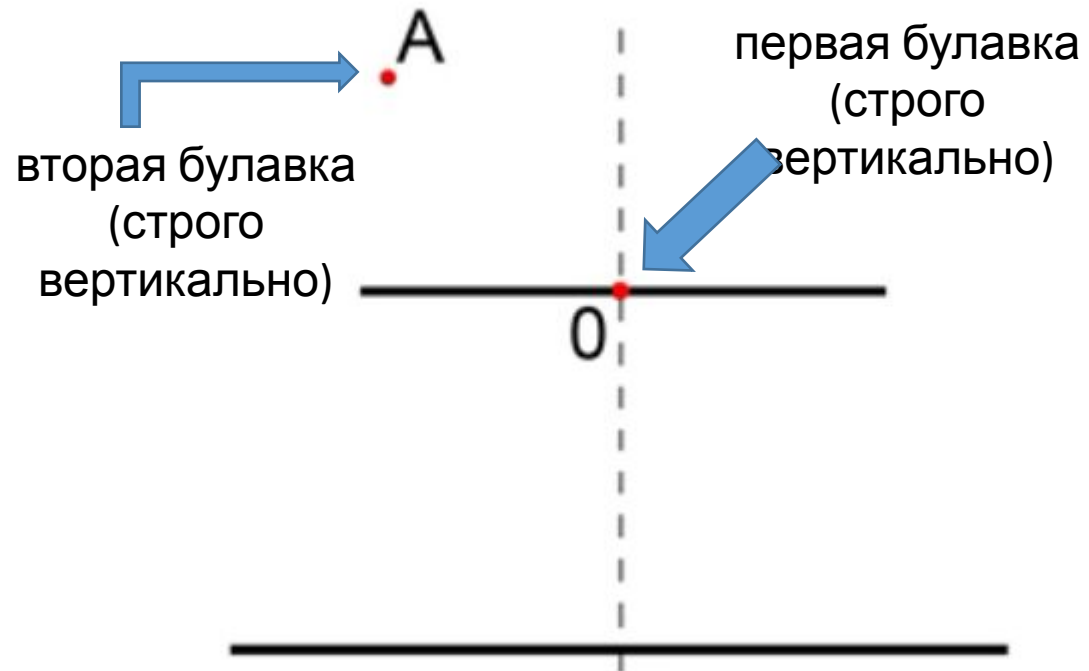 А
первая булавка
(строго
вертикально)
вторая булавка
(строго
вертикально)
0